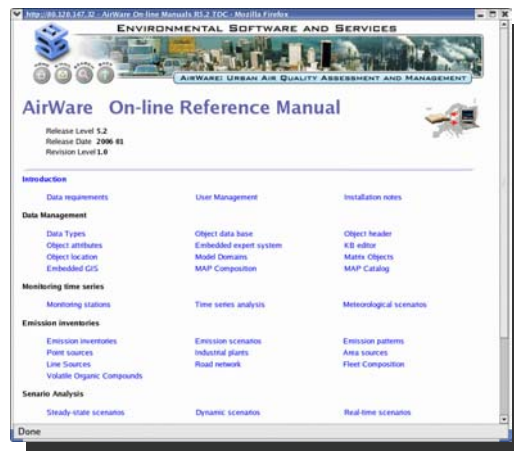 http://80.120.147.32 - AirWare On-line Manuals R5.2 TOC - Mozilla Firefox
ENVIRONMENTAL SOFTWARE AND SERVICES
AIRWARE: URBAN AIR QUALITY ASSESSMENT AND MANAGEMENT
AirWare On-line Reference Manual
Release Level 5.2
Release Date 2006 01
Revision Level 1.0
Introduction
Data requirements User Management Installation notes
Data Management
Data Types Object data base Object header
Object attributes Embedded expert system KB editor
Object location Model Domains Matrix Objects
Embedded GIS MAP Composition MAP Catalog
Monitoring time series
Monitoring stations Time series analysis Meteorological scenarios
Emission inventories
Emission inventories Emission scenarios Emission patterns
Point sources Industrial plants Area sources
Line Sources Road network Fleet Composition
Volatile Organic Compounds
Senario Analysis
Steady-state scenarios Dynamic scenarios Real-time scenarios
Done